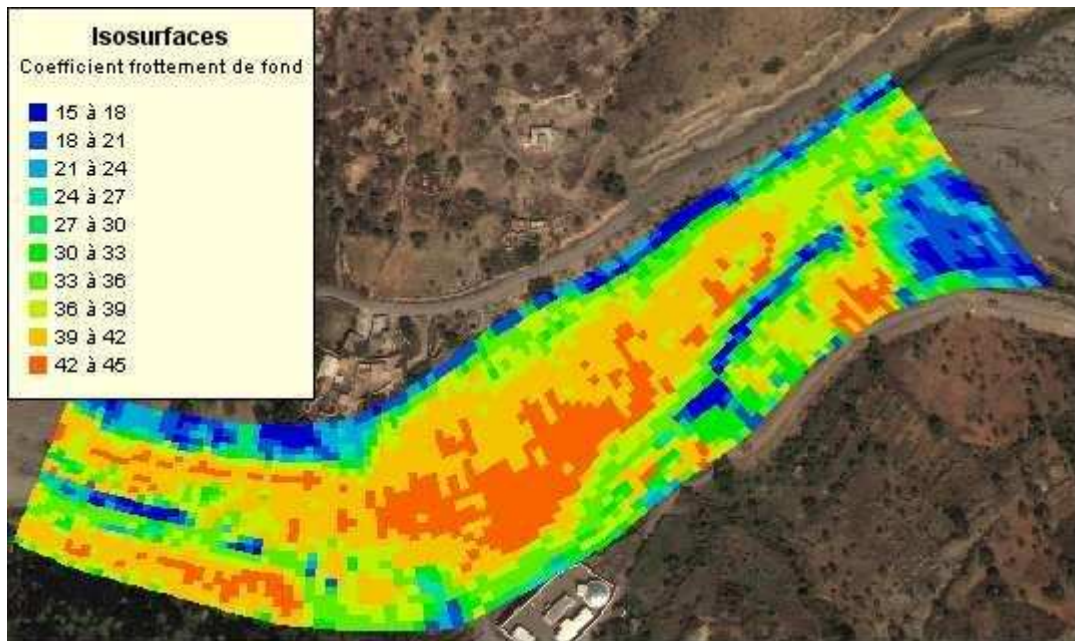 Isosurfaces
Coefficient frottement de fond
15 à 18
18 à 21
21 à 24
24 à 27
27 à 30
30 à 33
33 à 36
36 à 39
39 à 42
42 à 45